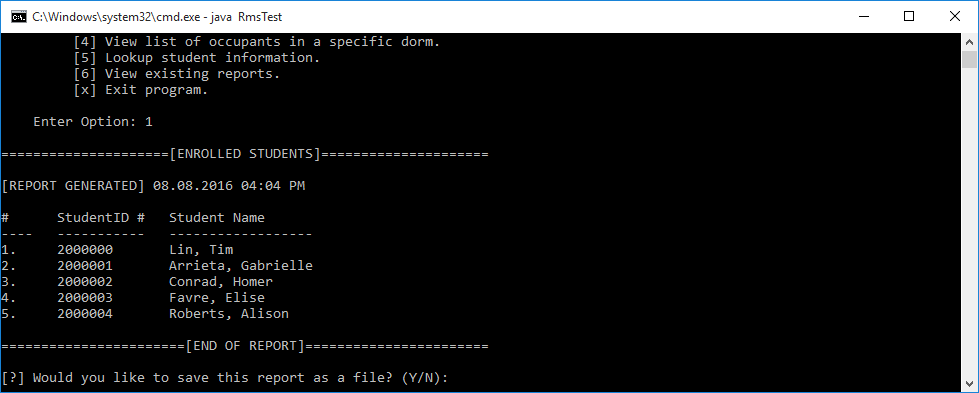 C:\Windows\system32\cmd.exe - java  RmsTest
[4] View list of occupants in a specific dorm.
[5] Lookup student information.
[6] View existing reports.
[x] Exit program.
Enter Option: 1
=====================[ENROLLED STUDENTS]=====================
[REPORT GENERATED] 08.08.2016 04:04 PM
#      StudentID #   Student Name
----   -----------   ------------------
1.     2000000       Lin, Tim
2.     2000001       Arrieta, Gabrielle
3.     2000002       Conrad, Homer
4.     2000003       Favre, Elise
5.     2000004       Roberts, Alison
=======================[END OF REPORT]=======================
[?] Would you like to save this report as a file? (Y/N):